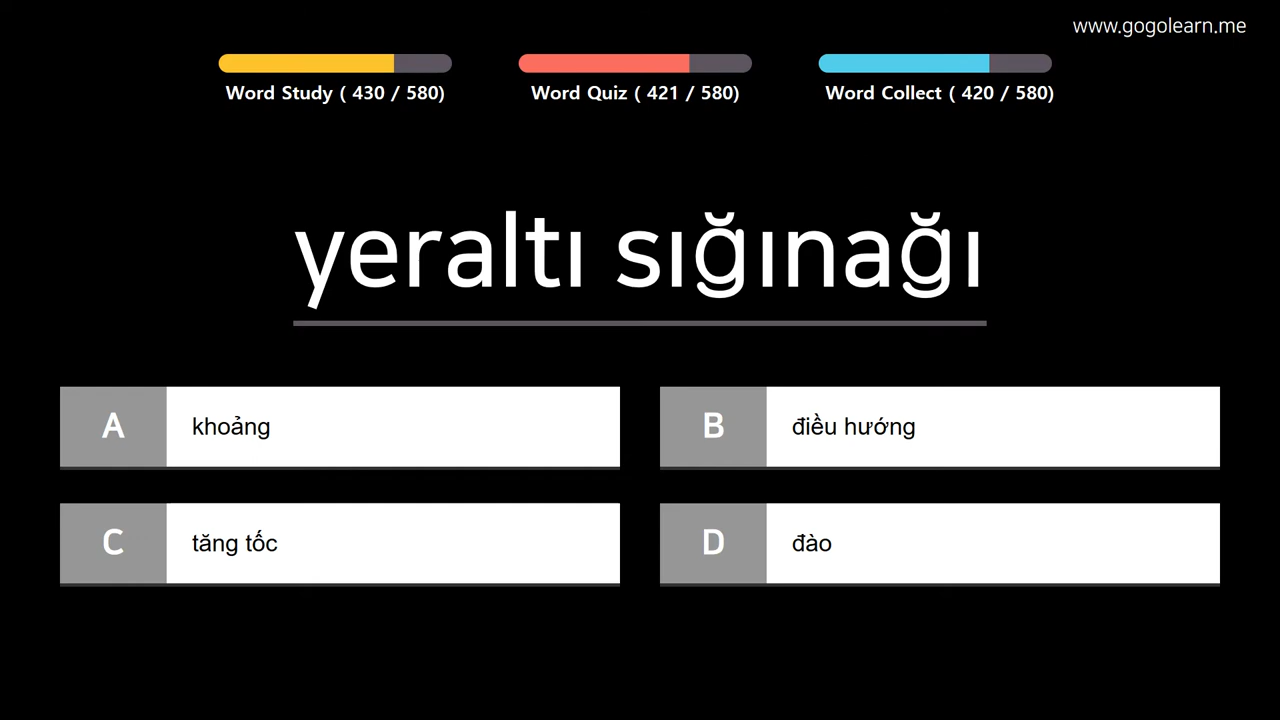 www.gogolearn.me
Word Study ( 430 / 580)
Word Quiz ( 421 / 580)
Word Collect ( 420 / 580)
yeraltı sığınağı
A khoảng
B điều hướng
C tăng tốc
D đào